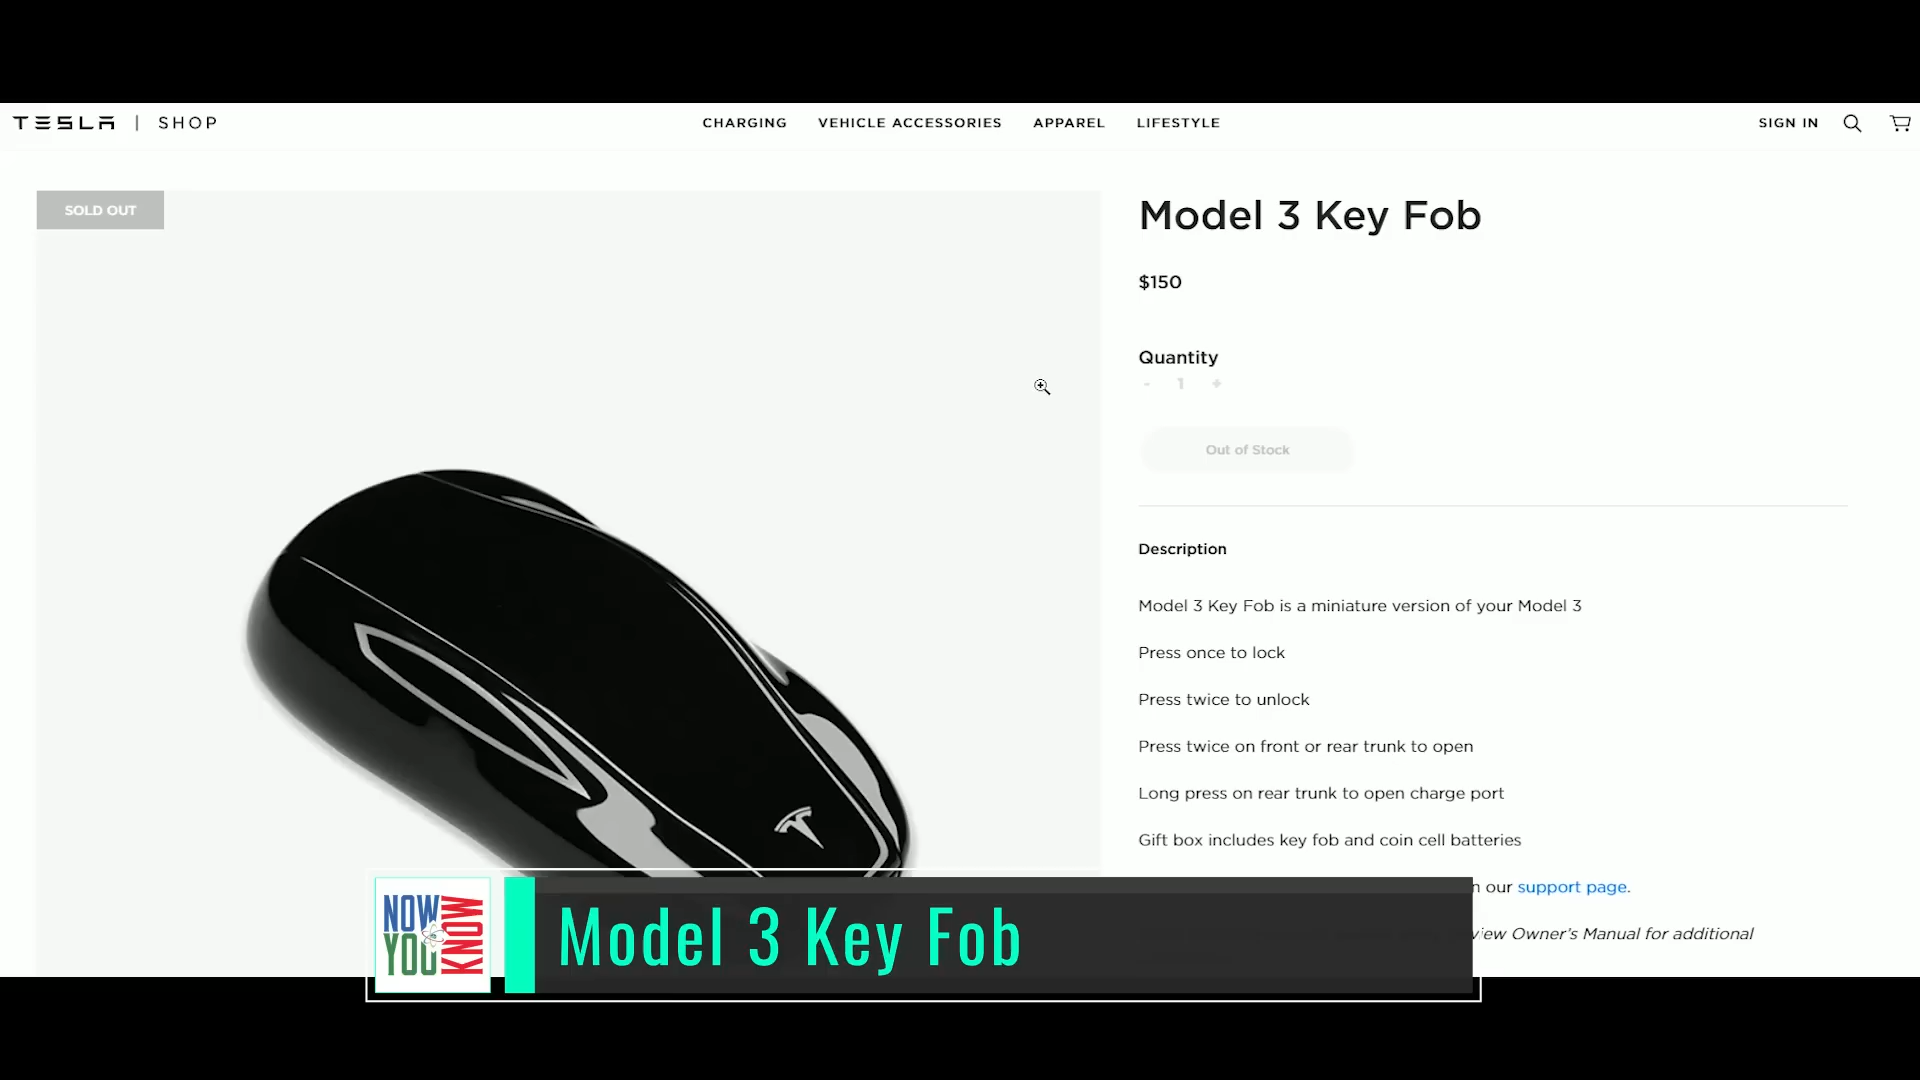 TESLA | SHOP
CHARGING VEHICLE ACCESSORIES APPAREL LIFESTYLE
SIGN IN
SOLD OUT
Model 3 Key Fob
$150
Quantity
- 1 +
Out of Stock
Description
Model 3 Key Fob is a miniature version of your Model 3
Press once to lock
Press twice to unlock
Press twice on front or rear trunk to open
Long press on rear trunk to open charge port
Gift box includes key fob and coin cell batteries
our support page.
Owner's Manual for additional
NOW YOU KNOW
Model 3 Key Fob